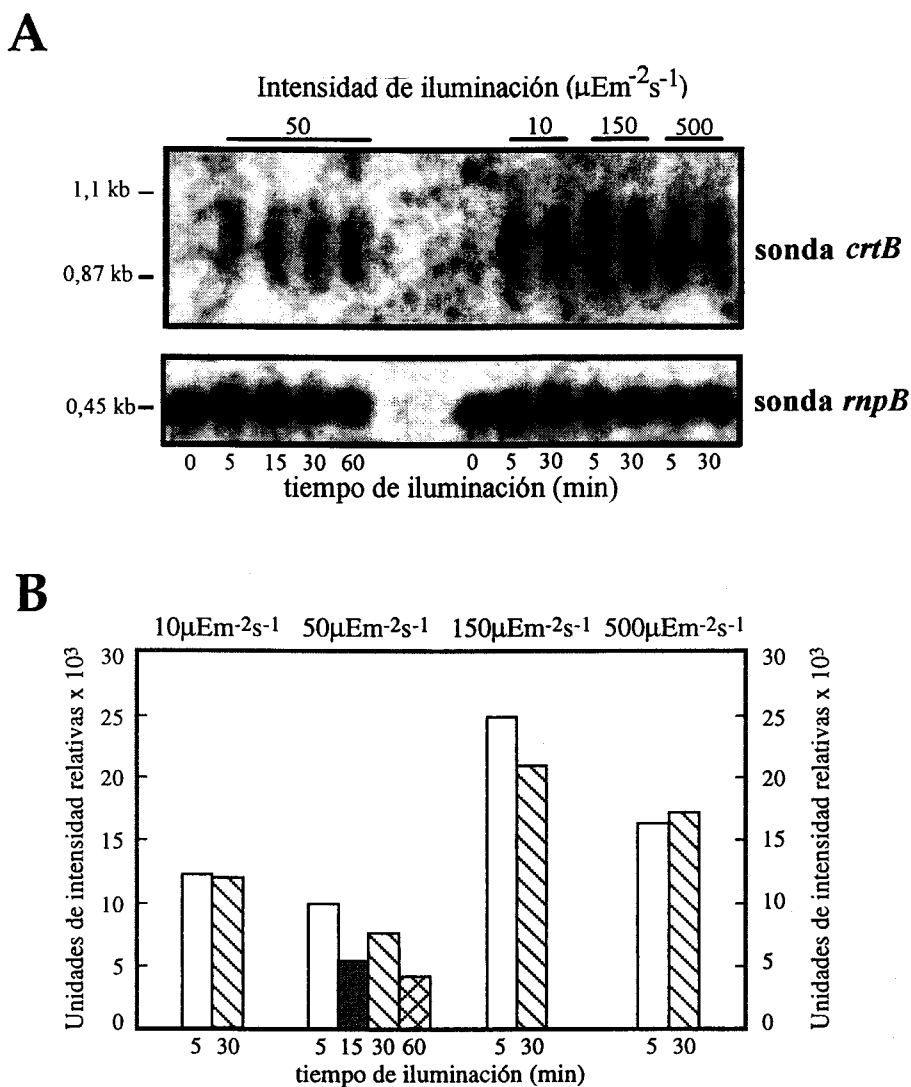 A
Intensidad de iluminación (µEm-2s-1)
50 10 150 500
1,1 kb
0,87 kb
sonda crtB
0,45 kb
sonda rnpB
0 5 15 30 60 0 5 30 5 30 5 30
tiempo de iluminación (min)
B
10µEm-2s-1 50µEm-2s-1 150µEm-2s-1 500µEm-2s-1
Unidades de intensidad relativas x 10³
30
25
20
15
10
5
0
30
25
20
15
10
5
0
Unidades de intensidad relativas x 10³
5 30 5 15 30 60 5 30 5 30
tiempo de iluminación (min)